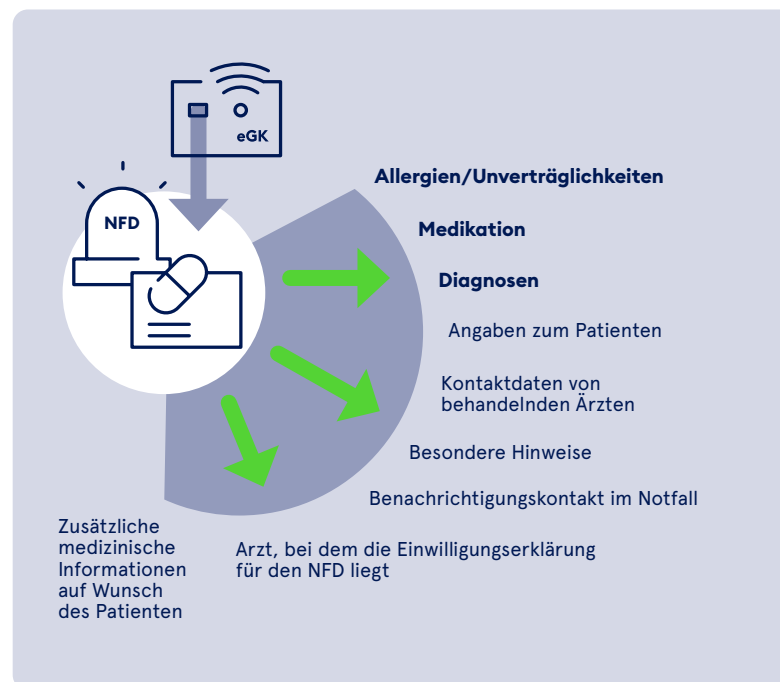 eGK
NFD
Allergien/Unverträglichkeiten
Medikation
Diagnosen
Angaben zum Patienten
Kontaktdaten von
behandelnden Ärzten
Besondere Hinweise
Benachrichtigungskontakt im Notfall
Arzt, bei dem die Einwilligungserklärung
für den NFD liegt
Zusätzliche
medizinische
Informationen
auf Wunsch
des Patienten